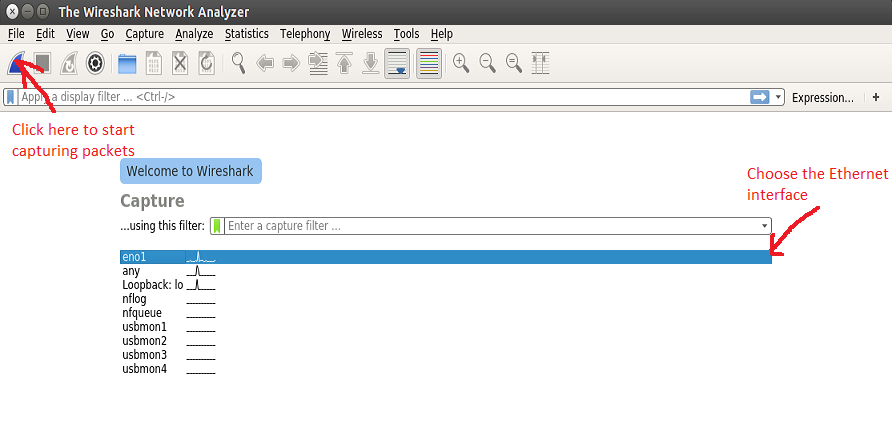 The Wireshark Network Analyzer
File Edit View Go Capture Analyze Statistics Telephony Wireless Tools Help
Apply a display filter ... <Ctrl-/> Expression... +
Click here to start
capturing packets
Welcome to Wireshark
Choose the Ethernet
interface
Capture
...using this filter: Enter a capture filter ...
eno1
any
Loopback: lo
nflog
nfqueue
usbmon1
usbmon2
usbmon3
usbmon4